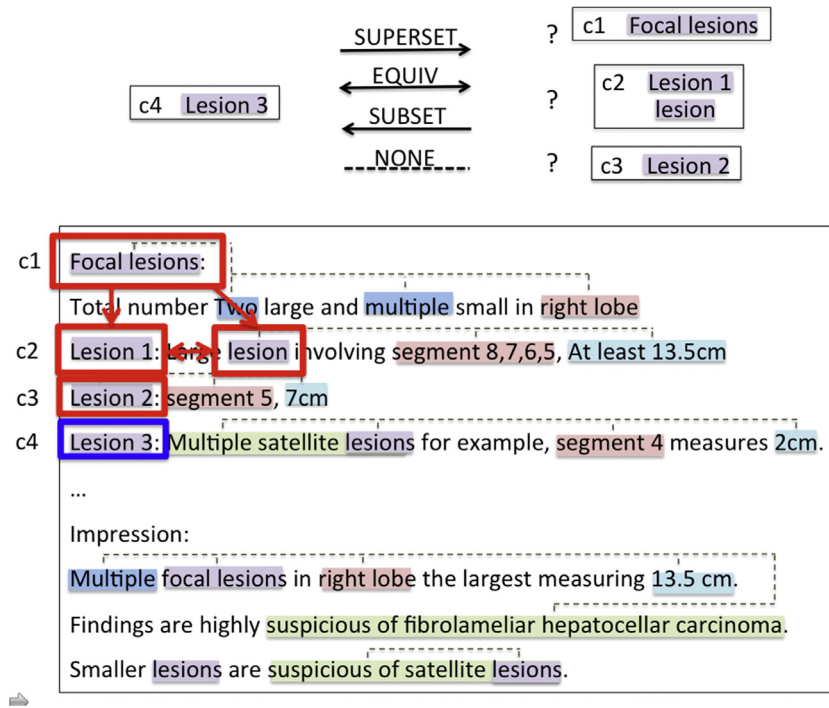 SUPERSET
EQUIV
SUBSET
NONE
c4 Lesion 3
? c1 Focal lesions
? c2 Lesion 1
lesion
? c3 Lesion 2
c1 Focal lesions:
Total number Two large and multiple small in right lobe
c2 Lesion 1: Large lesion involving segment 8,7,6,5, At least 13.5cm
c3 Lesion 2: segment 5, 7cm
c4 Lesion 3: Multiple satellite lesions for example, segment 4 measures 2cm.
...
Impression:
Multiple focal lesions in right lobe the largest measuring 13.5 cm.
Findings are highly suspicious of fibrolameliar hepatocellar carcinoma.
Smaller lesions are suspicious of satellite lesions.